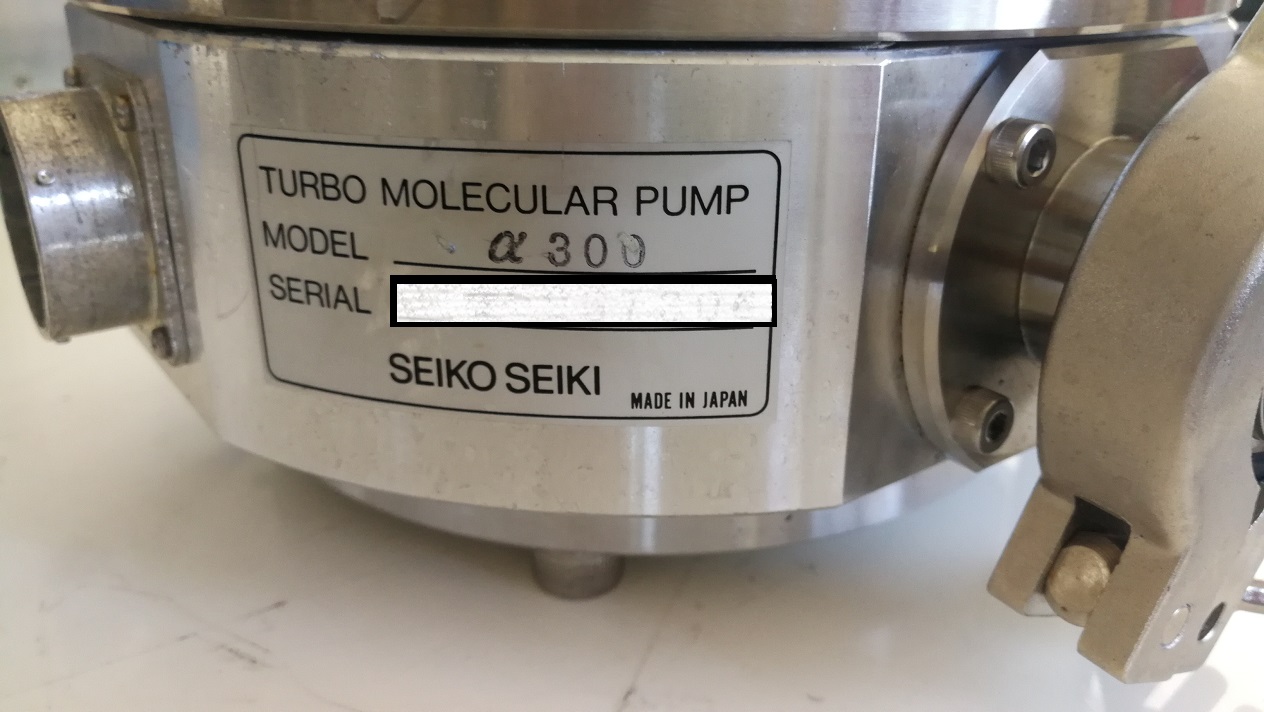 TURBO MOLECULAR PUMP
MODEL α300
SERIAL
SEIKO SEIKI
MADE IN JAPAN